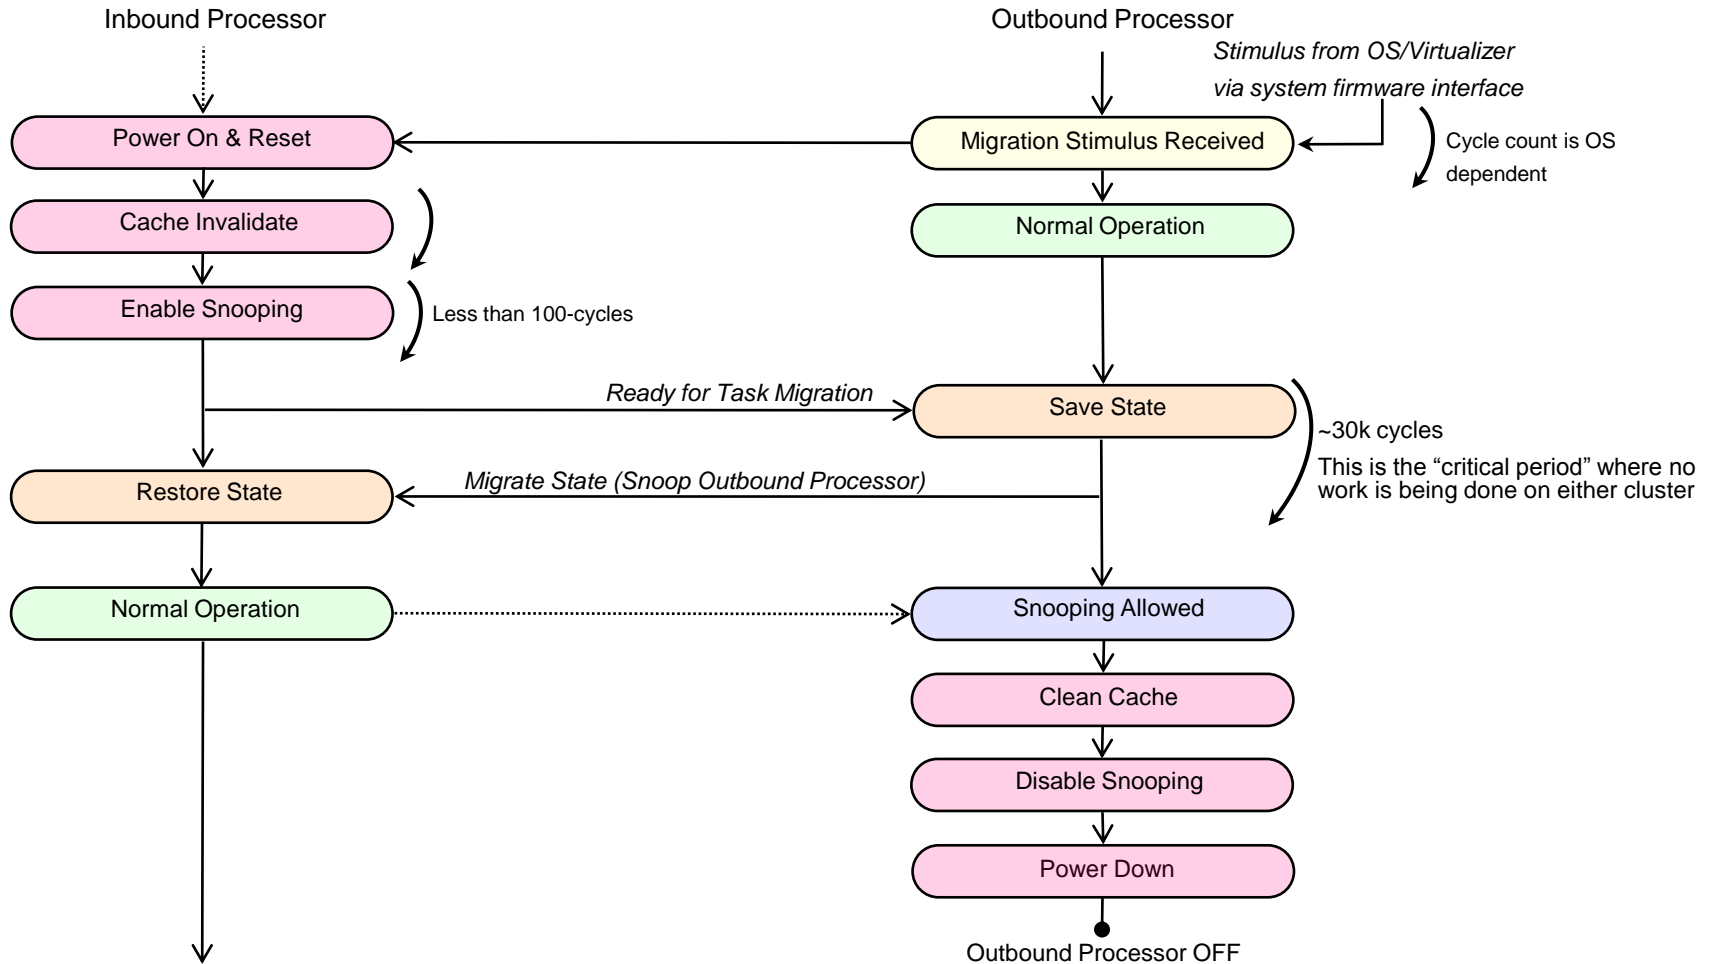 Inbound Processor
Outbound Processor
Stimulus from OS/Virtualizer
via system firmware interface
Power On & Reset
Migration Stimulus Received
Cycle count is OS
dependent
Cache Invalidate
Normal Operation
Enable Snooping
Less than 100-cycles
Ready for Task Migration
Save State
~30k cycles
This is the “critical period” where no
work is being done on either cluster
Migrate State (Snoop Outbound Processor)
Restore State
Normal Operation
Snooping Allowed
Clean Cache
Disable Snooping
Power Down
Outbound Processor OFF